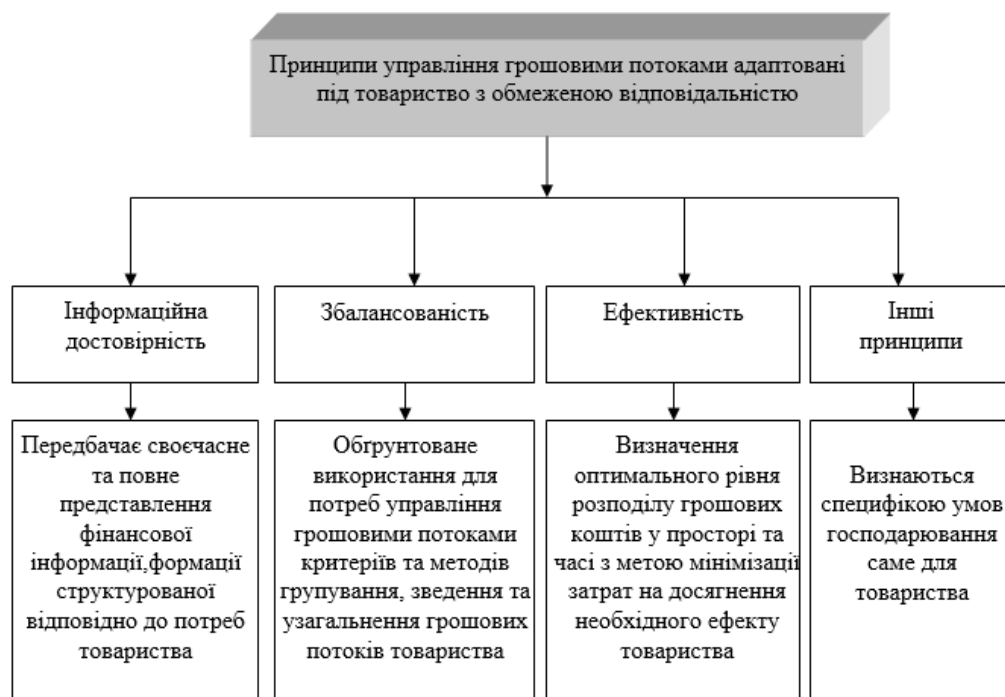 Принципи управління грошовими потоками адаптовані
під товариство з обмеженою відповідальністю
Інформаційна
достовірність
Збалансованість
Ефективність
Інші
принципи
Передбачає своєчасне
та повне
представлення
фінансової
інформації,формації
структурованої
відповідно до потреб
товариства
Обґрунтоване
використання для
потреб управління
грошовими потоками
критеріїв та методів
групування, зведення та
узагальнення грошових
потоків товариства
Визначення
оптимального рівня
розподілу грошових
коштів у просторі та
часі з метою мінімізації
затрат на досягнення
необхідного ефекту
товариства
Визнаються
специфікою умов
господарювання
саме для
товариства